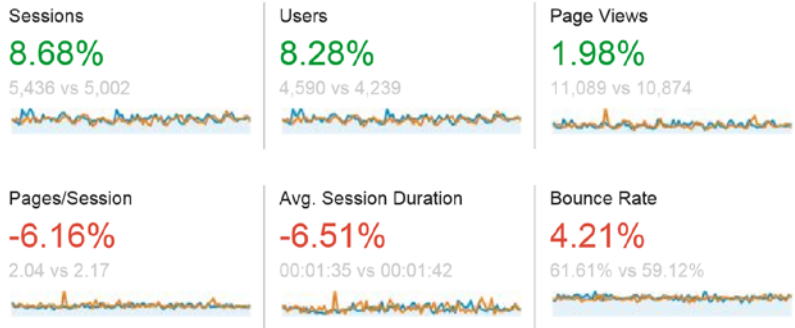 Sessions
8.68%
5,436 vs 5,002
Users
8.28%
4,590 vs 4,239
Page Views
1.98%
11,089 vs 10,874
Pages/Session
-6.16%
2.04 vs 2.17
Avg. Session Duration
-6.51%
00:01:35 vs 00:01:42
Bounce Rate
4.21%
61.61% vs 59.12%